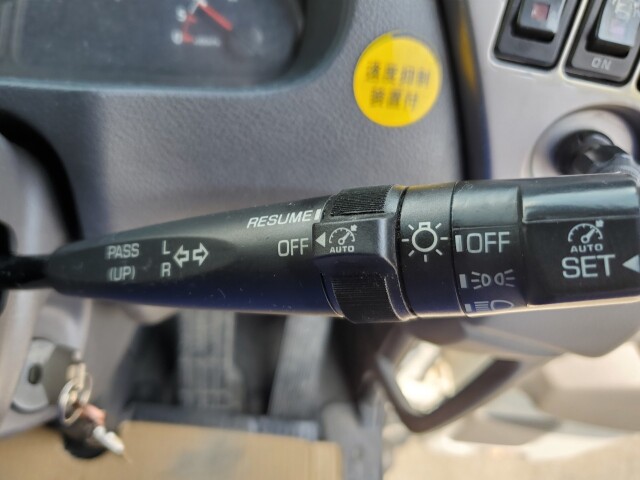 速度抑制
装置付
ON
RESUME
OFF
AUTO
PASS
(UP)
L
R
OFF
AUTO
SET